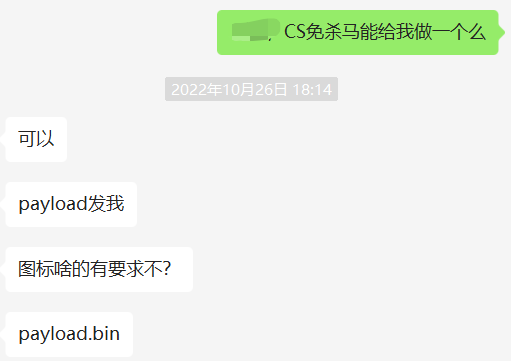 ，CS免杀马能给我做一个么
2022年10月26日 18:14
可以
payload发我
图标啥的有要求不?
payload.bin